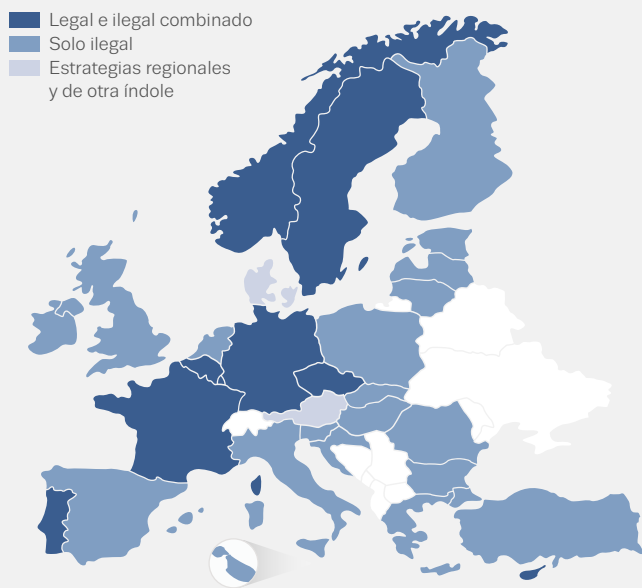 Legal e ilegal combinado
Solo ilegal
Estrategias regionales
y de otra índole